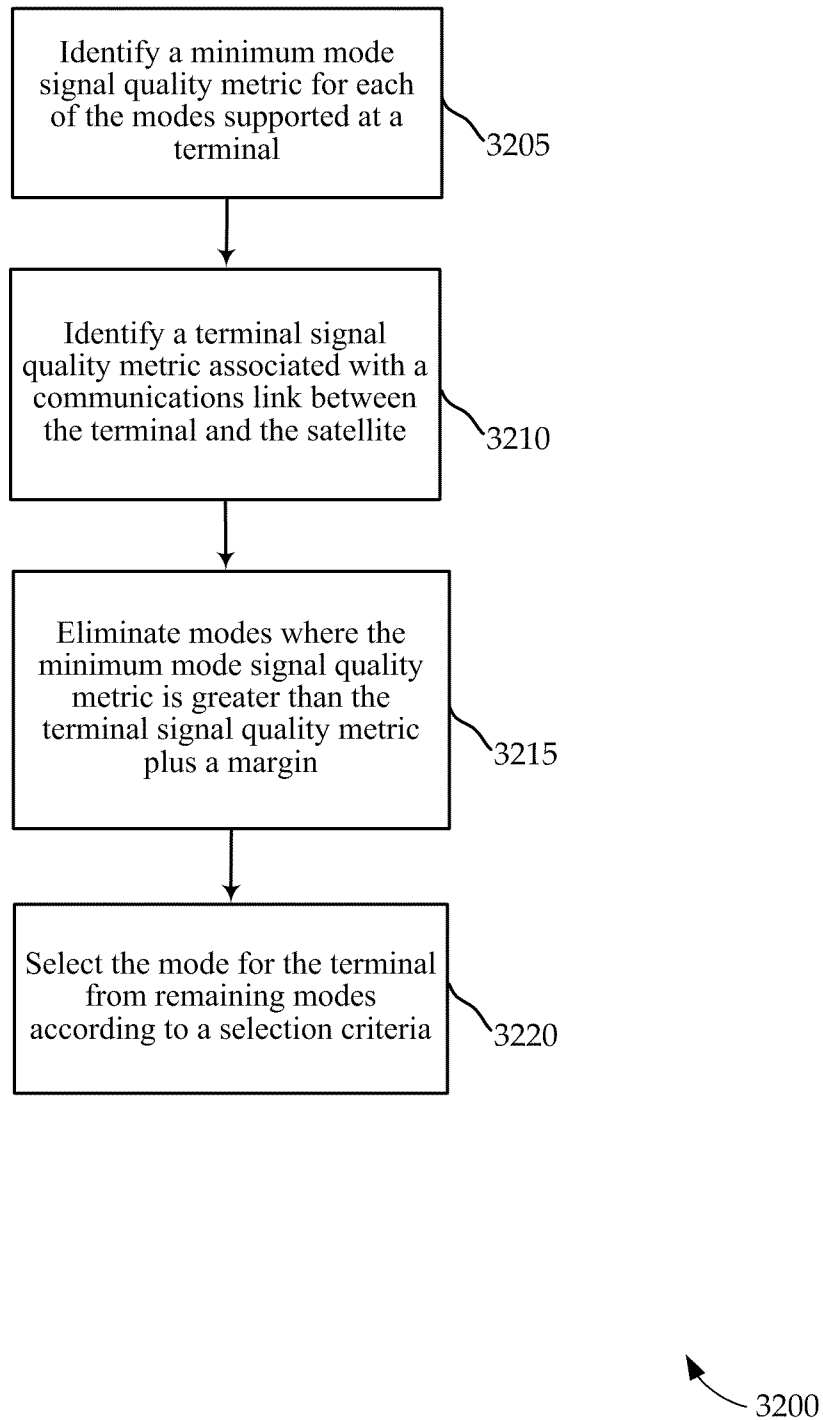 Identify a minimum mode
signal quality metric for each
of the modes supported at a
terminal
3205
Identify a terminal signal
quality metric associated with a
communications link between
the terminal and the satellite
3210
Eliminate modes where the
minimum mode signal quality
metric is greater than the
terminal signal quality metric
plus a margin
3215
Select the mode for the terminal
from remaining modes
according to a selection criteria
3220
3200